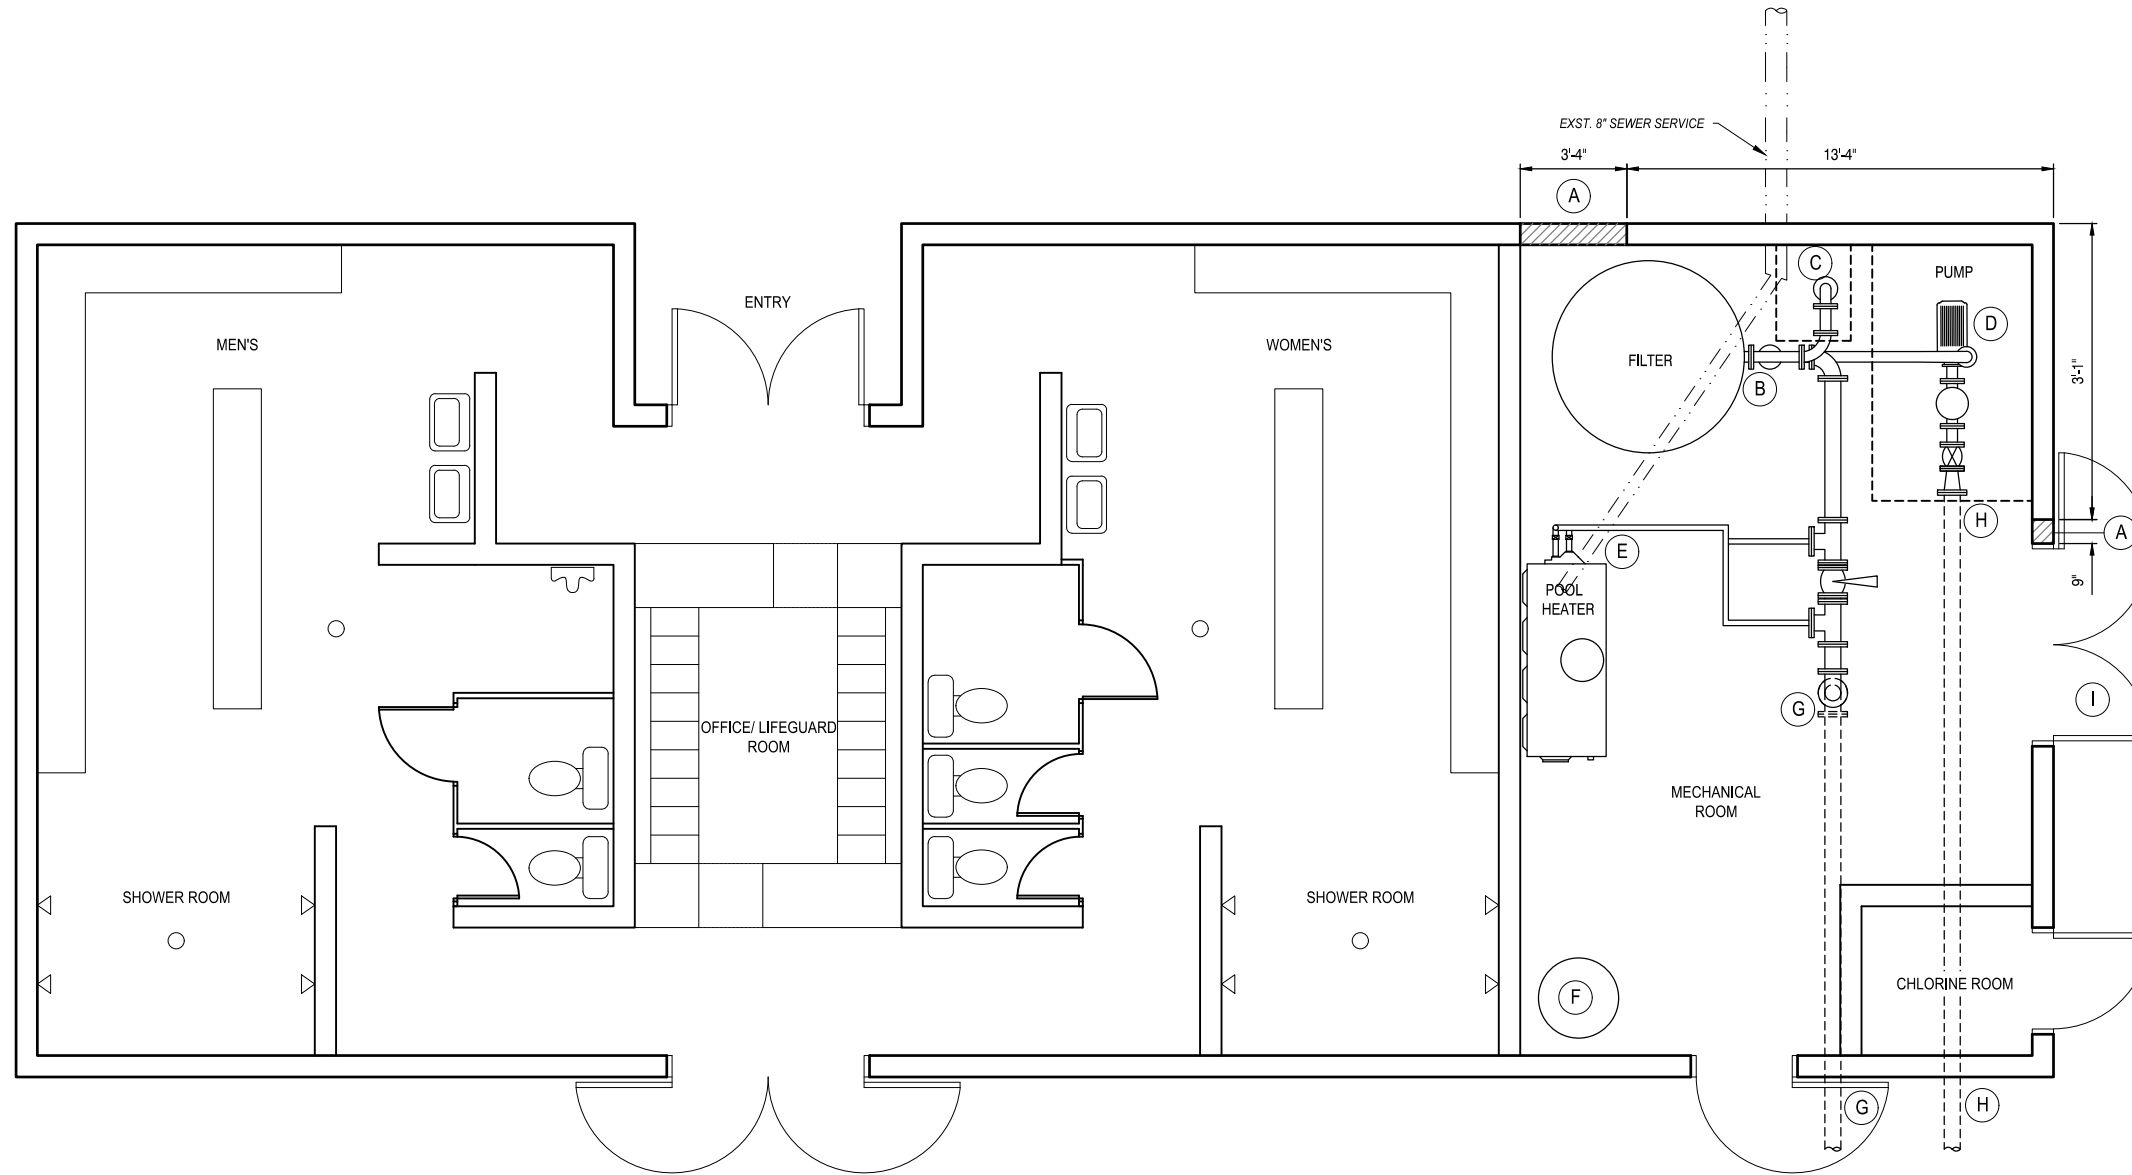 EXST. 8" SEWER SERVICE
3'-4"
13'-4"
A
C
PUMP
ENTRY
D
MEN'S
WOMEN'S
FILTER
B
3'-1"
H
A
E
9"
POOL
HEATER
I
G
OFFICE/ LIFEGUARD
ROOM
MECHANICAL
ROOM
SHOWER ROOM
SHOWER ROOM
CHLORINE ROOM
F
G
H